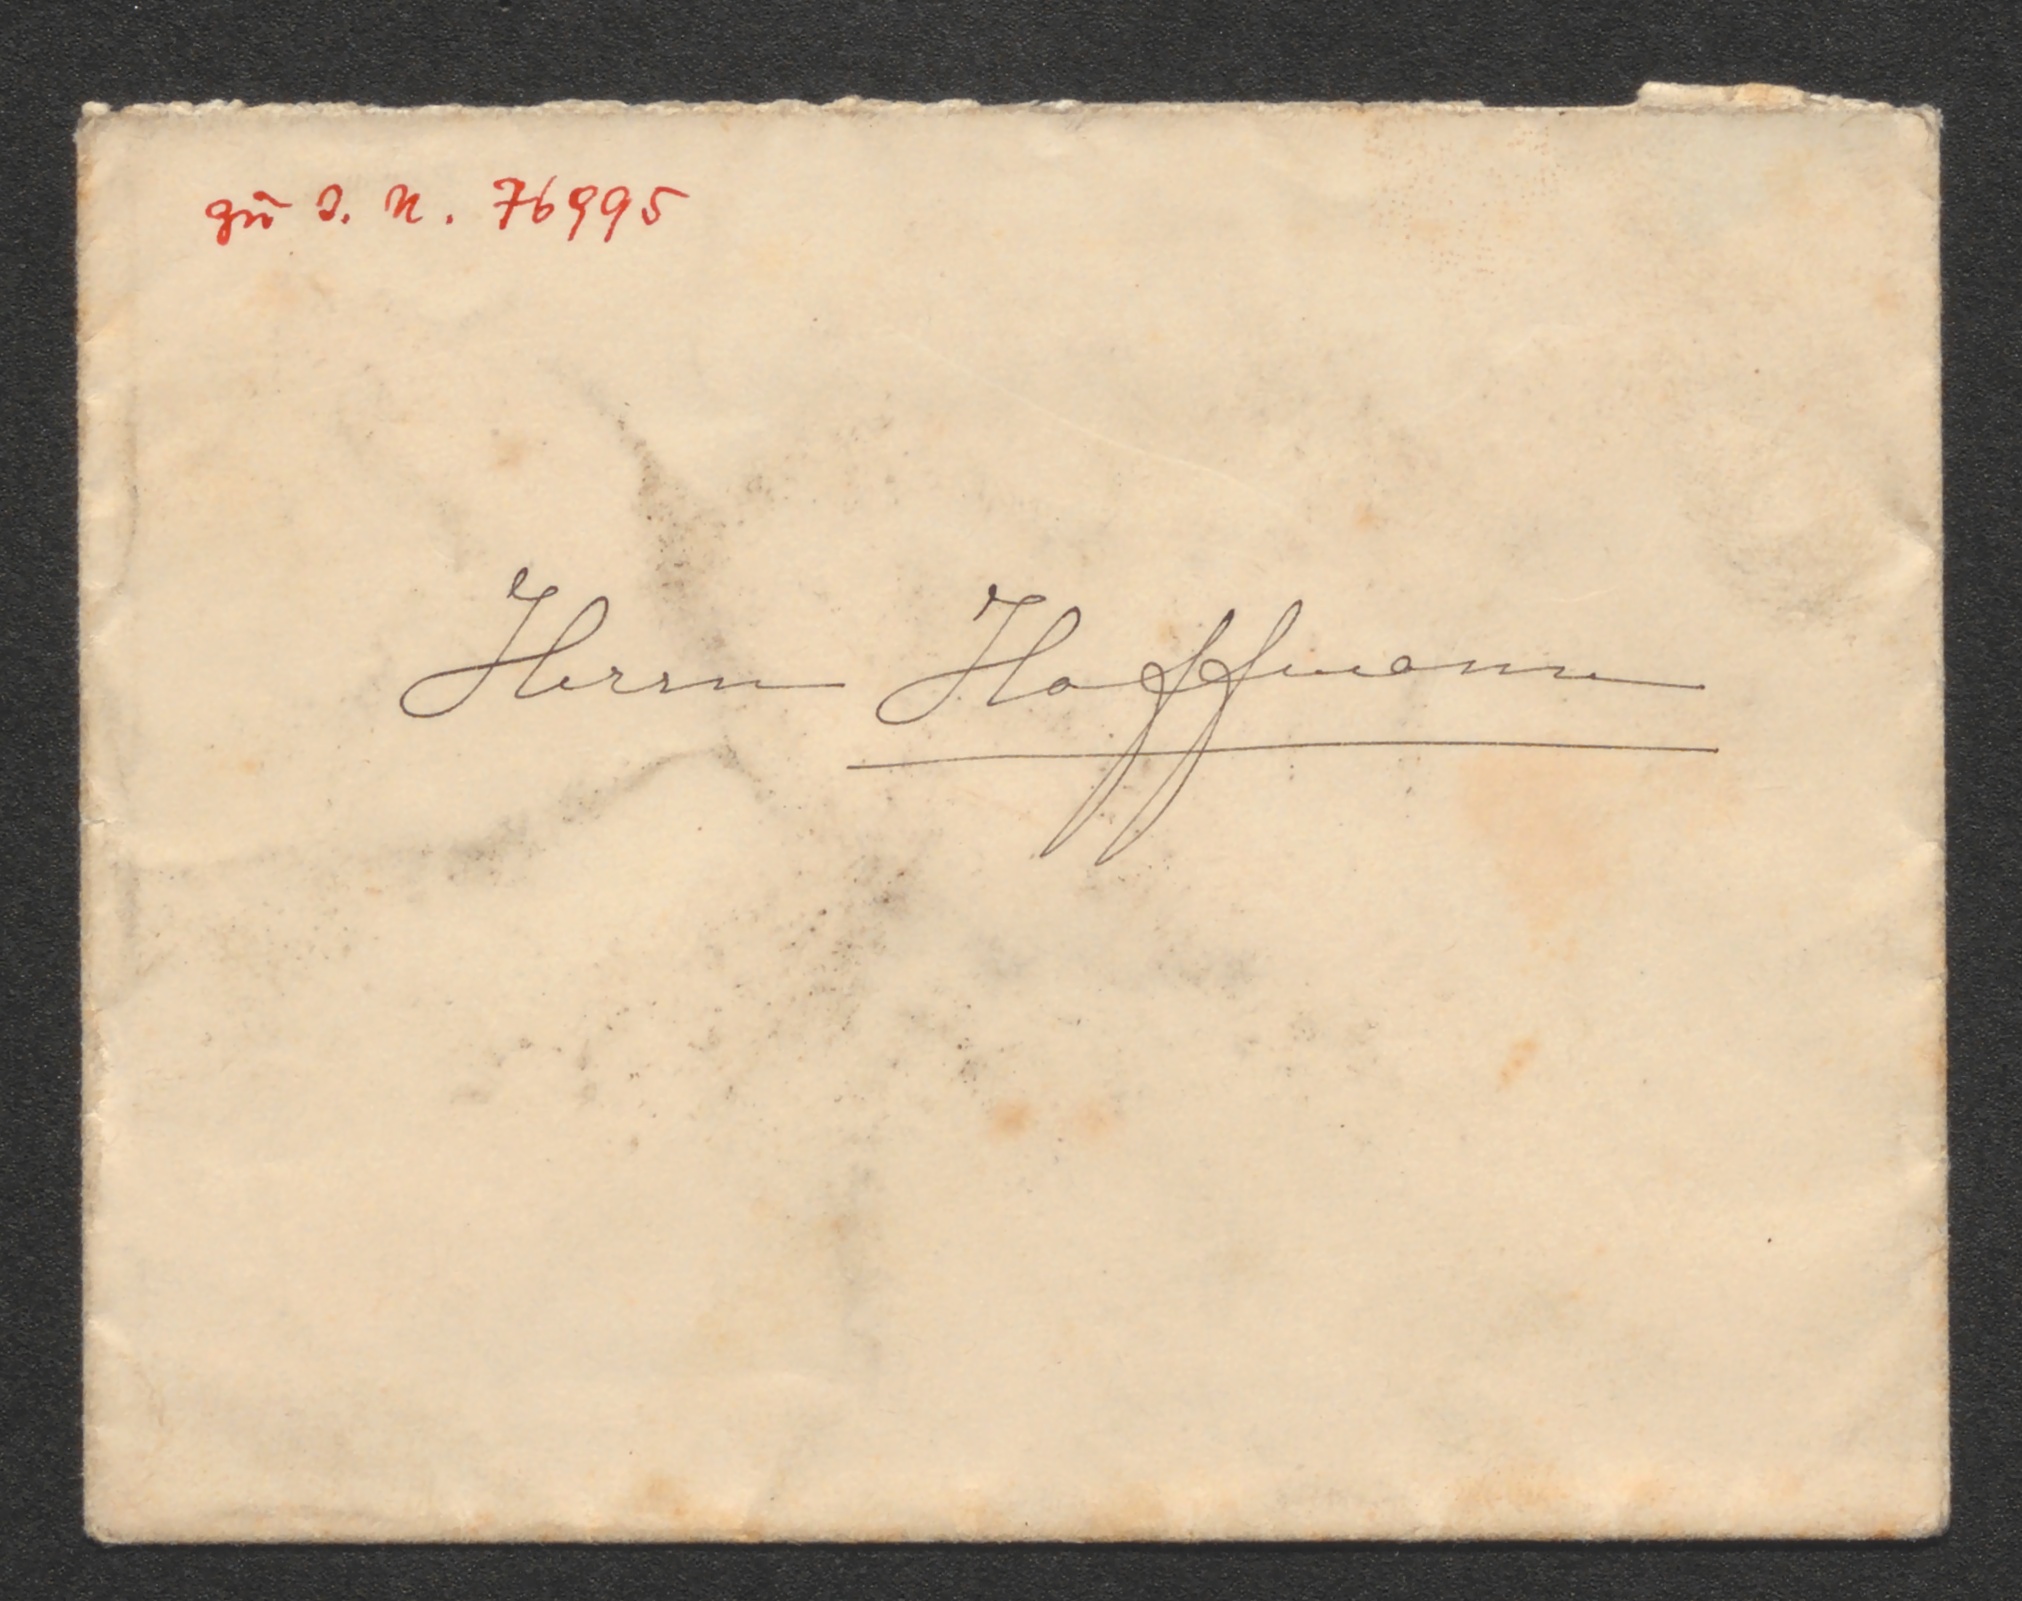 zu I. N. 76995
Herrn Hoffmann